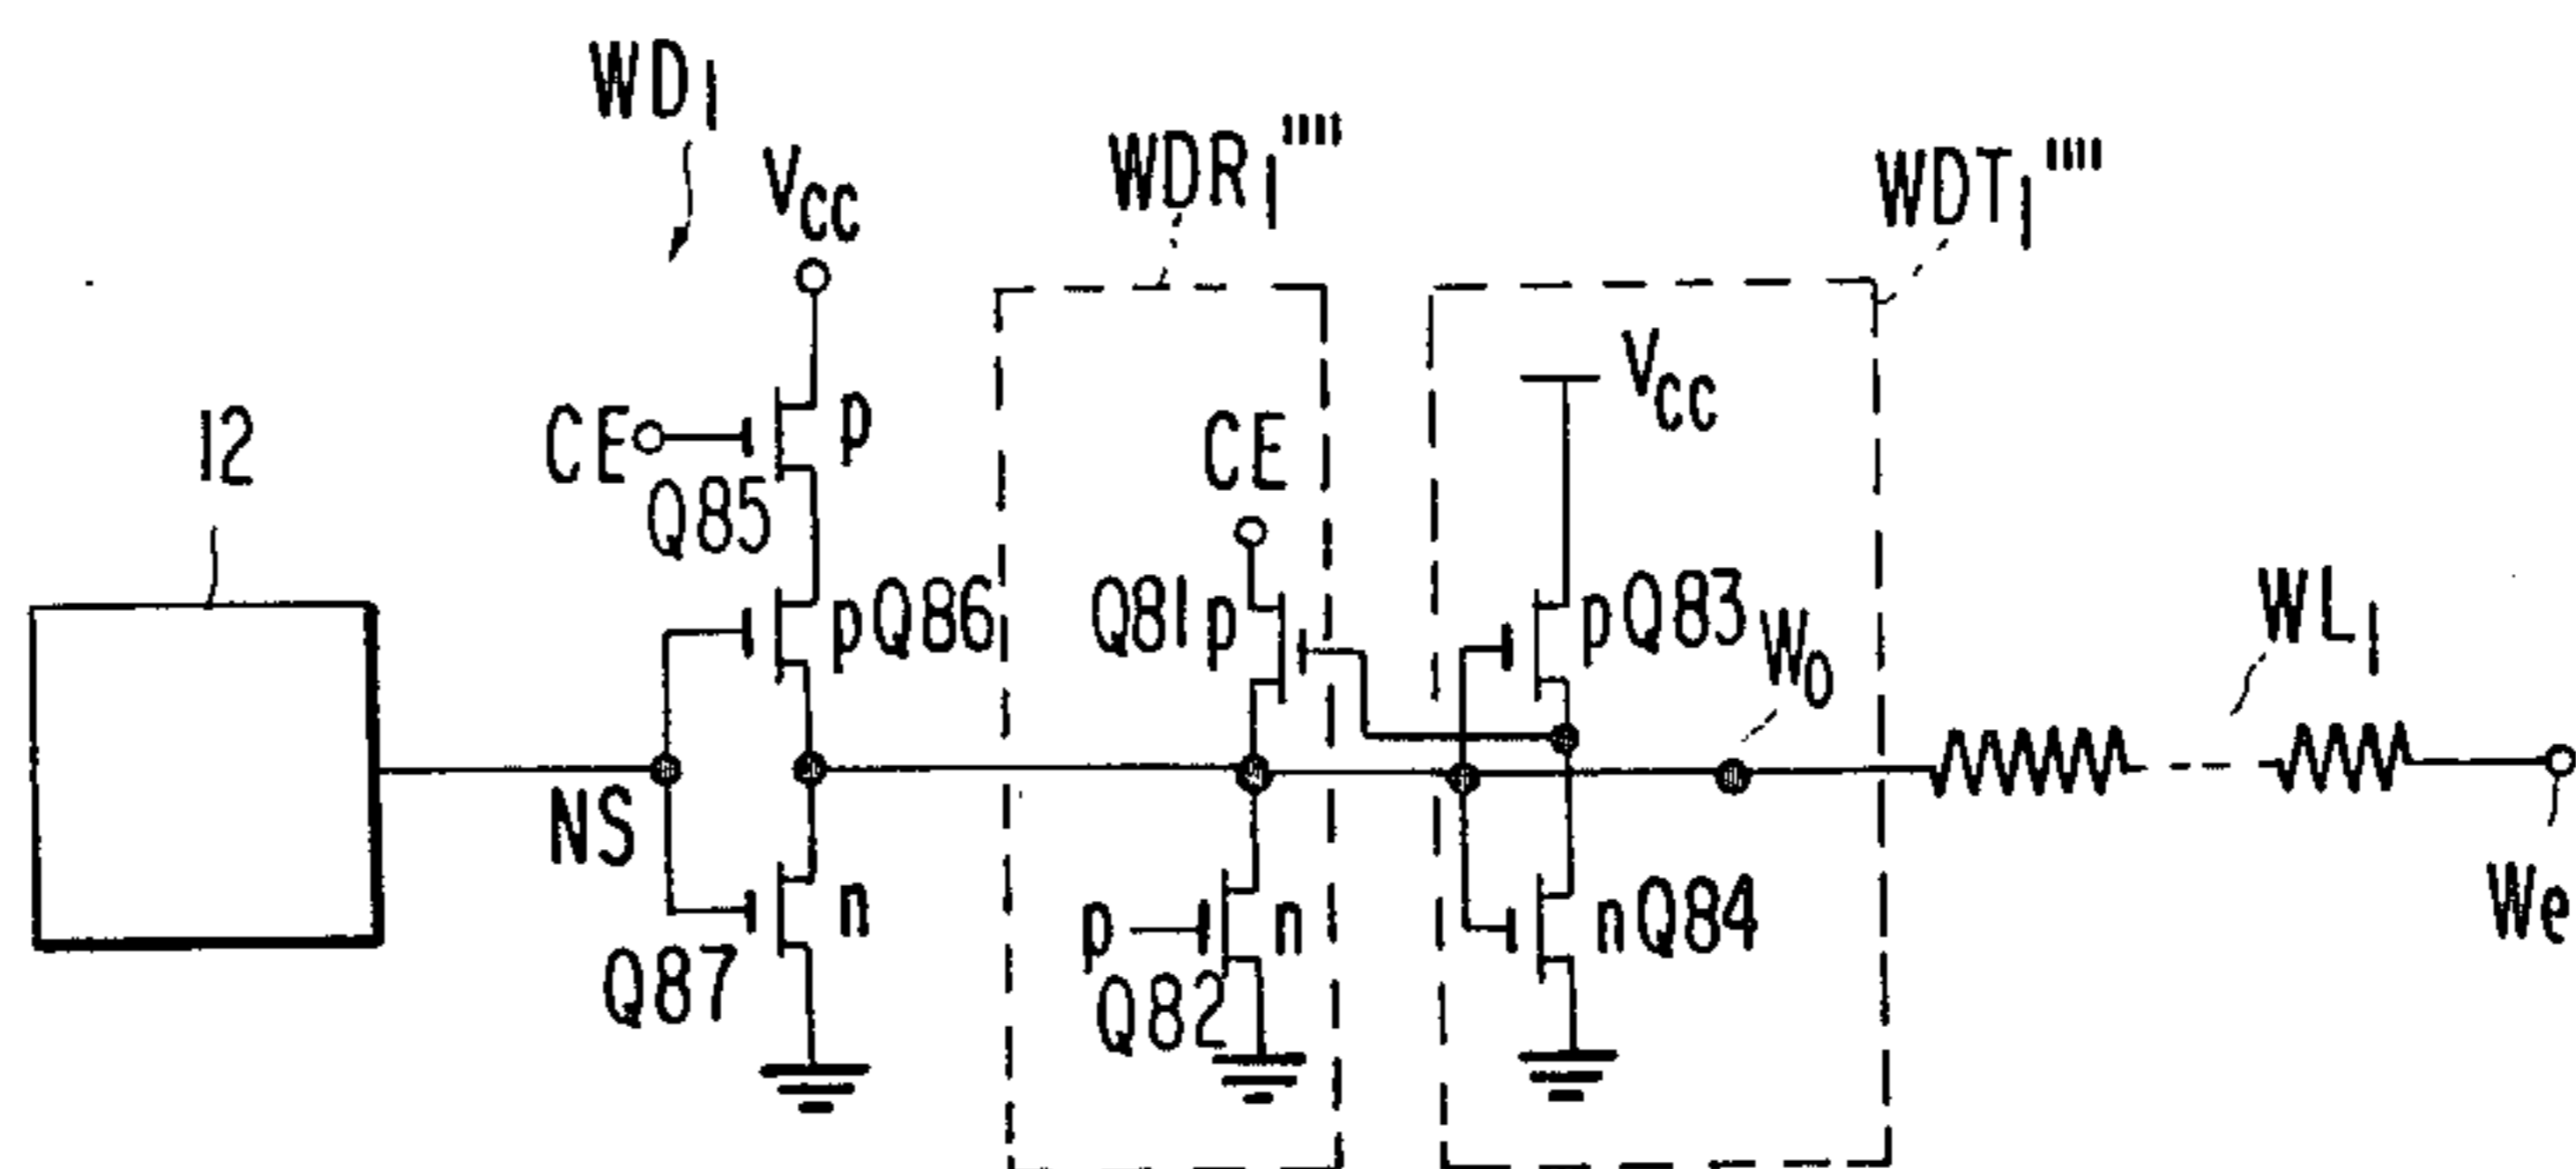 WD1
VCC
WDR1''''
WDT1''''
VCC
CE
p
Q85
12
CE
pQ86
Q81p
pQ83
W0
WL1
NS
n
Q87
p
n
Q82
nQ84
We